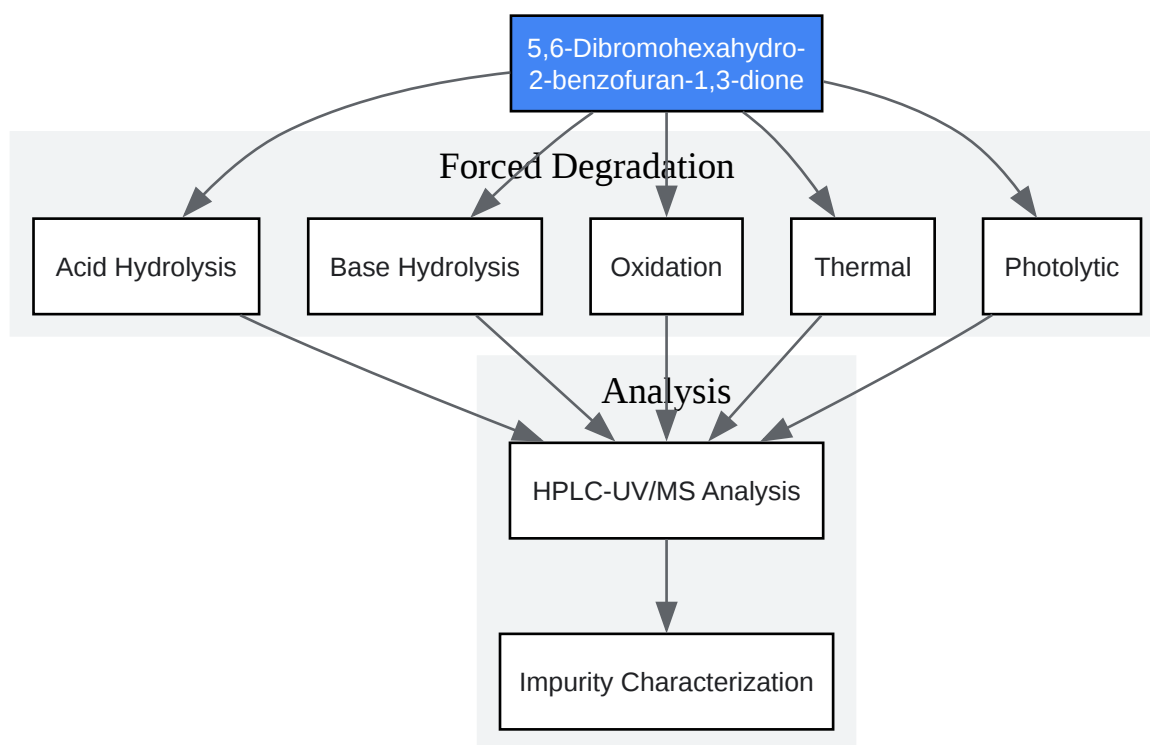 5,6-Dibromohexahydro-
2-benzofuran-1,3-dione
Forced Degradation
Acid Hydrolysis
Base Hydrolysis
Oxidation
Thermal
Photolytic
Analysis
HPLC-UV/MS Analysis
Impurity Characterization